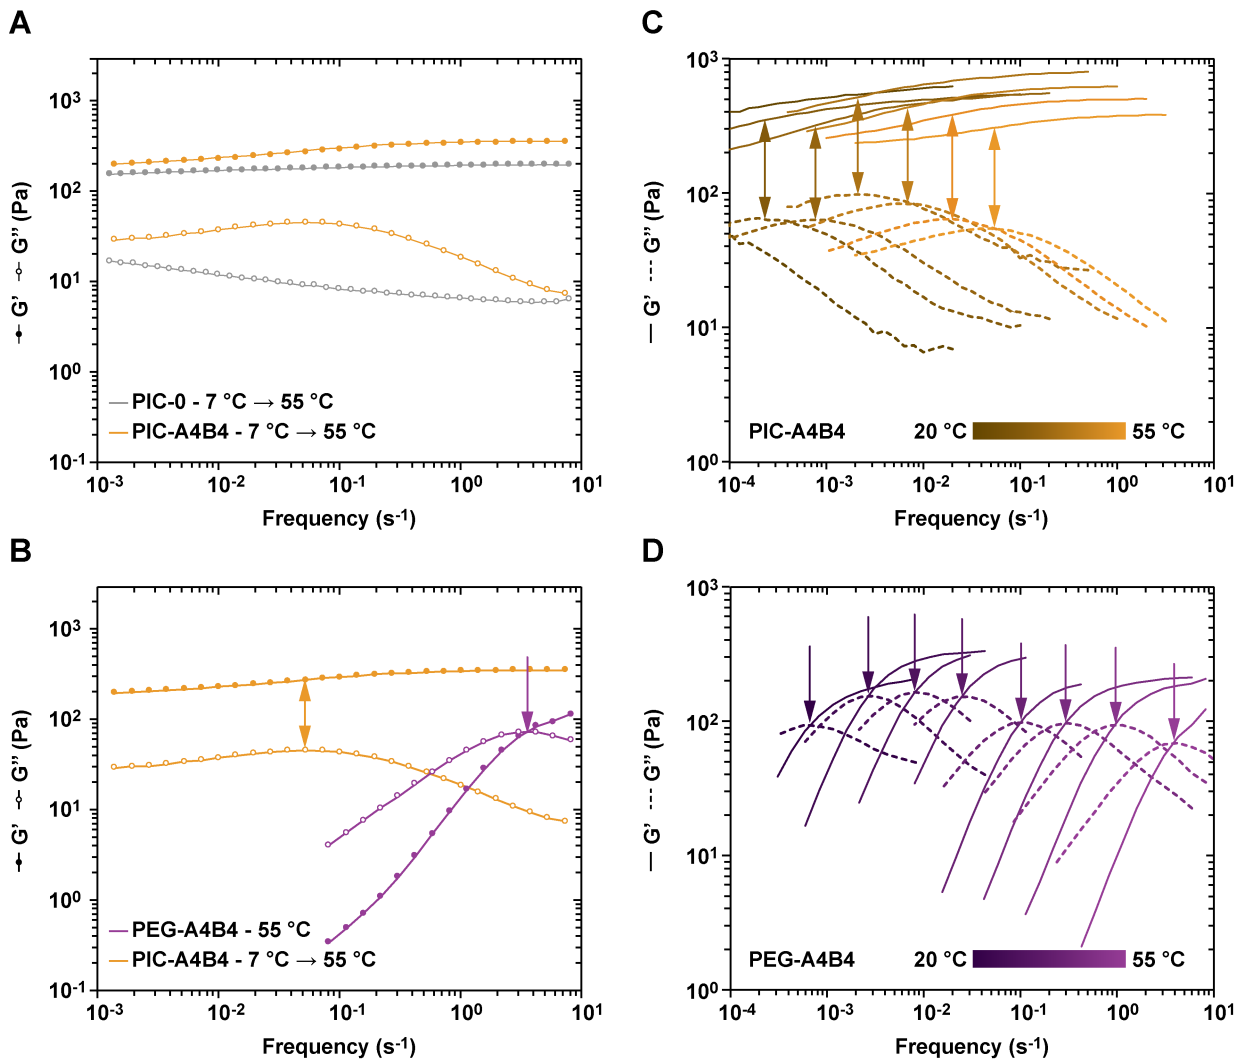 A
10³
10²
10¹
10⁰
10-¹
G' G” (Pa)
PIC-0 - 7 °C → 55 °C
PIC-A4B4 - 7 °C → 55 °C
10-³ 10-² 10-¹ 10⁰ 10¹
Frequency (s-¹)
C
10³
10²
10¹
10⁰
G' G” (Pa)
PIC-A4B4 20 °C 55 °C
10-⁴ 10-³ 10-² 10-¹ 10⁰ 10¹
Frequency (s-¹)
B
10³
10²
10¹
10⁰
10-¹
G' G” (Pa)
PEG-A4B4 - 55 °C
PIC-A4B4 - 7 °C → 55 °C
10-³ 10-² 10-¹ 10⁰ 10¹
Frequency (s-¹)
D
10³
10²
10¹
10⁰
G' G” (Pa)
PEG-A4B4 20 °C 55 °C
10-⁴ 10-³ 10-² 10-¹ 10⁰ 10¹
Frequency (s-¹)